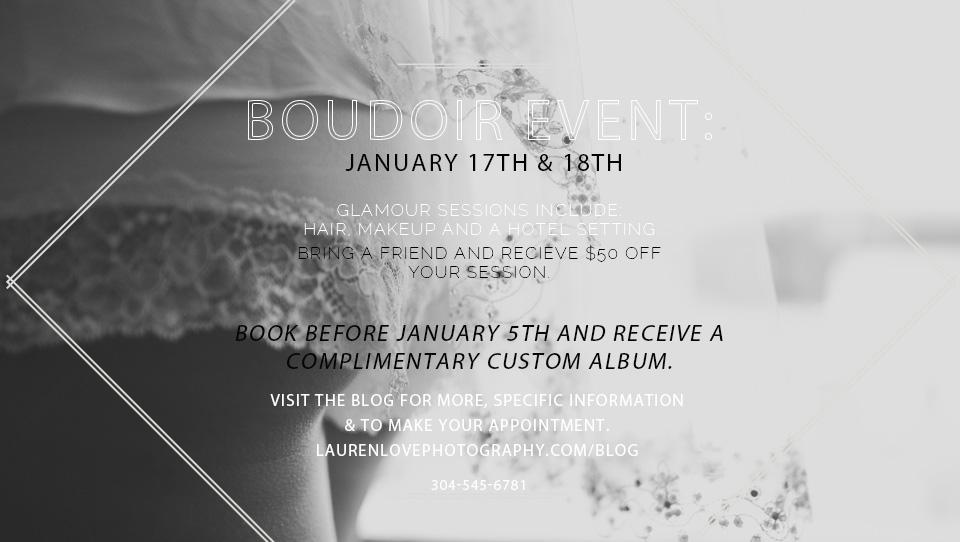 BOUDOIR EVENT:
JANUARY 17TH & 18TH
GLAMOUR SESSIONS INCLUDE:
HAIR, MAKEUP AND A HOTEL SETTING.
BRING A FRIEND AND RECIEVE $50 OFF
YOUR SESSION.
BOOK BEFORE JANUARY 5TH AND RECEIVE A
COMPLIMENTARY CUSTOM ALBUM.
VISIT THE BLOG FOR MORE, SPECIFIC INFORMATION
& TO MAKE YOUR APPOINTMENT.
LAURENLOVEPHOTOGRAPHY.COM/BLOG
304-545-6781